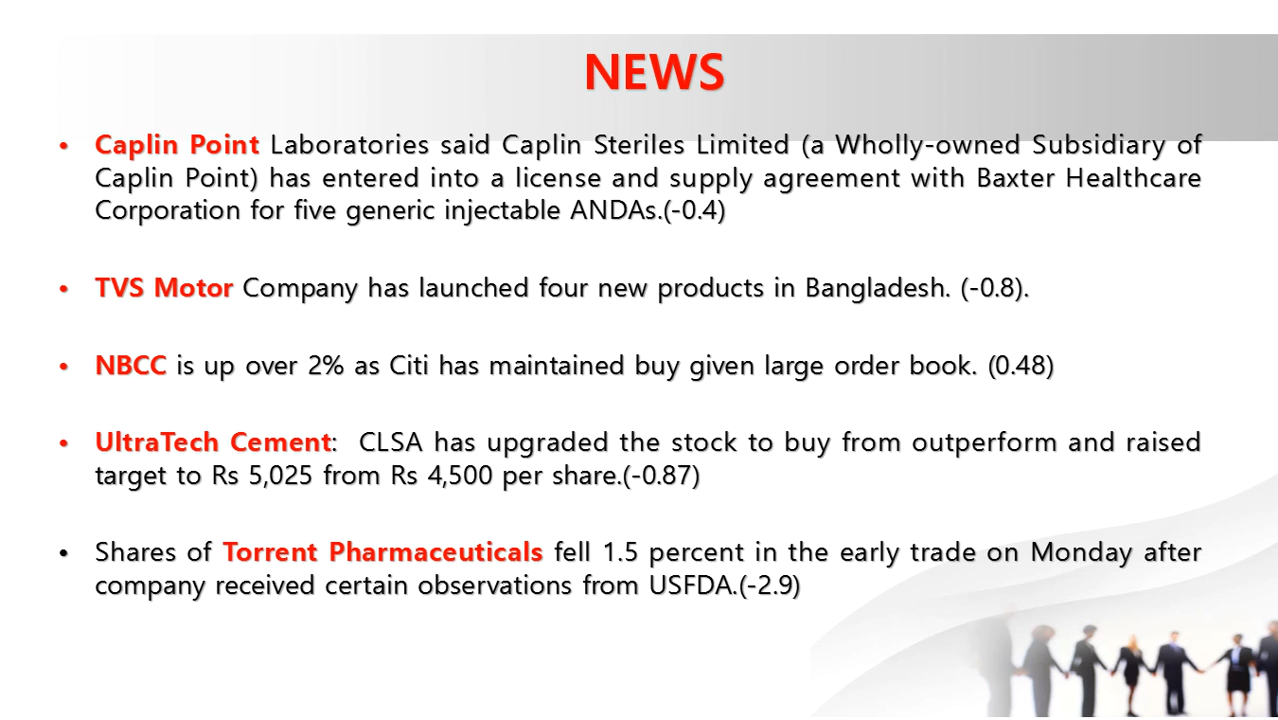 NEWS
• Caplin Point Laboratories said Caplin Steriles Limited (a Wholly-owned Subsidiary of
Caplin Point) has entered into a license and supply agreement with Baxter Healthcare
Corporation for five generic injectable ANDAs.(-0.4)
• TVS Motor Company has launched four new products in Bangladesh. (-0.8).
• NBCC is up over 2% as Citi has maintained buy given large order book. (0.48)
• UltraTech Cement:  CLSA has upgraded the stock to buy from outperform and raised
target to Rs 5,025 from Rs 4,500 per share.(-0.87)
• Shares of Torrent Pharmaceuticals fell 1.5 percent in the early trade on Monday after
company received certain observations from USFDA.(-2.9)